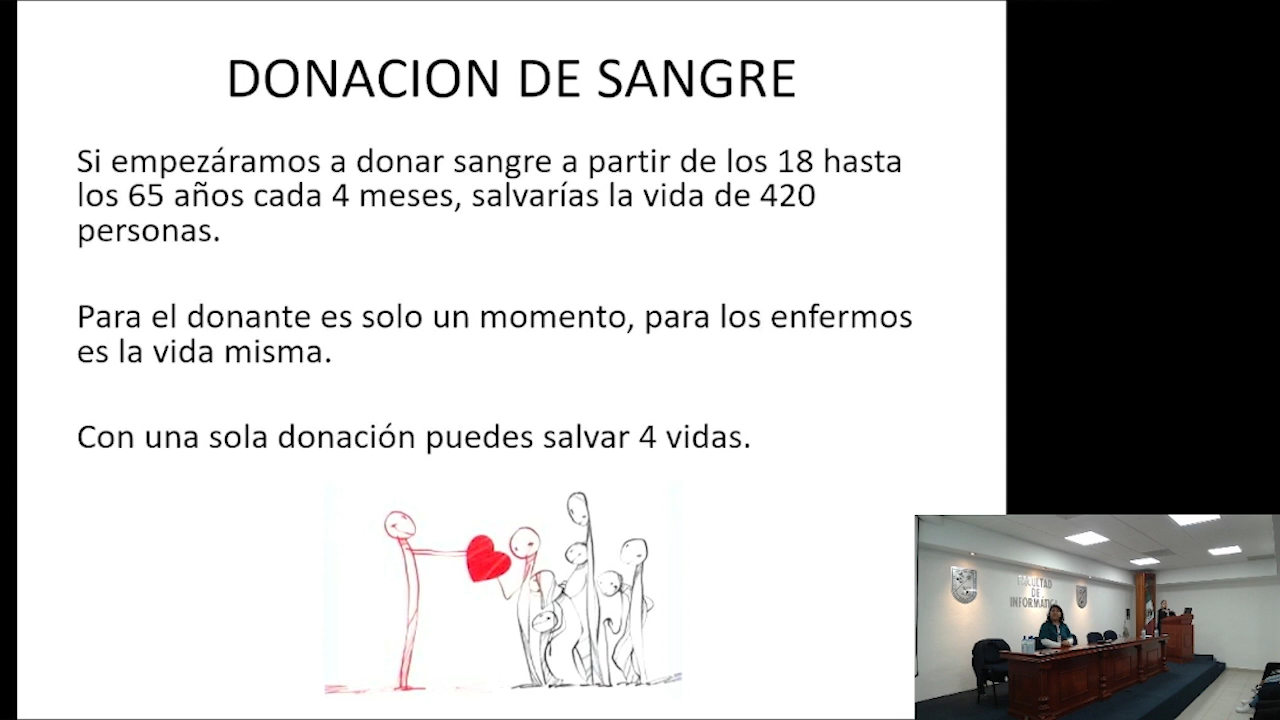 DONACION DE SANGRE
Si empezáramos a donar sangre a partir de los 18 hasta
los 65 años cada 4 meses, salvarías la vida de 420
personas.
Para el donante es solo un momento, para los enfermos
es la vida misma.
Con una sola donación puedes salvar 4 vidas.
FACULTAD
DE
INFORMÁTICA